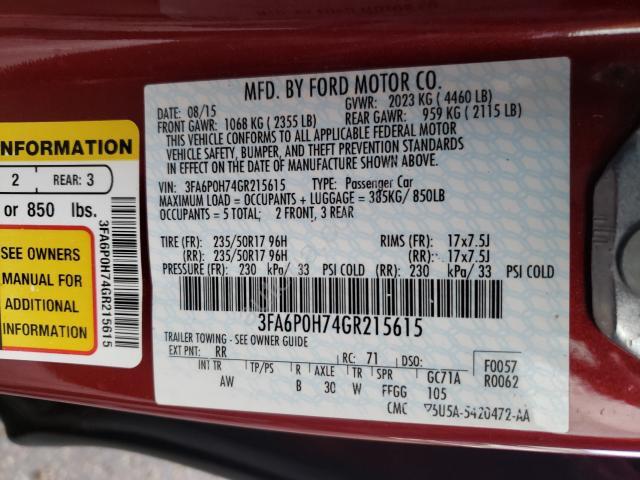 MFD. BY FORD MOTOR CO.
DATE: 08/15 GVWR: 2023 KG ( 4460 LB)
FRONT GAWR: 1068 KG ( 2355 LB) REAR GAWR: 959 KG ( 2115 LB)
THIS VEHICLE CONFORMS TO ALL APPLICABLE FEDERAL MOTOR
VEHICLE SAFETY, BUMPER, AND THEFT PREVENTION STANDARDS
IN EFFECT ON THE DATE OF MANUFACTURE SHOWN ABOVE.
VIN: 3FA6P0H74GR215615 TYPE: Passenger Car
MAXIMUM LOAD = OCCUPANTS + LUGGAGE = 385KG/ 850LB
OCCUPANTS = 5 TOTAL: 2 FRONT, 3 REAR
TIRE (FR): 235/50R17 96H RIMS (FR): 17x7.5J
(RR): 235/50R17 96H (RR): 17x7.5J
PRESSURE (FR): 230 kPa/ 33 PSI COLD (RR): 230 kPa/ 33 PSI COLD
3FA6P0H74GR215615
TRAILER TOWING - SEE OWNER GUIDE
EXT PNT: RR RC: 71 DSO: F0057
INT TR TP/PS R AXLE TR SPR GC71A R0062
AW B 30 W FFGG 105
CMC 5U5A-5420472-AA
INFORMATION
2 REAR: 3
or 850 lbs.
SEE OWNERS
MANUAL FOR
ADDITIONAL
INFORMATION
3FA6P0H74GR215615